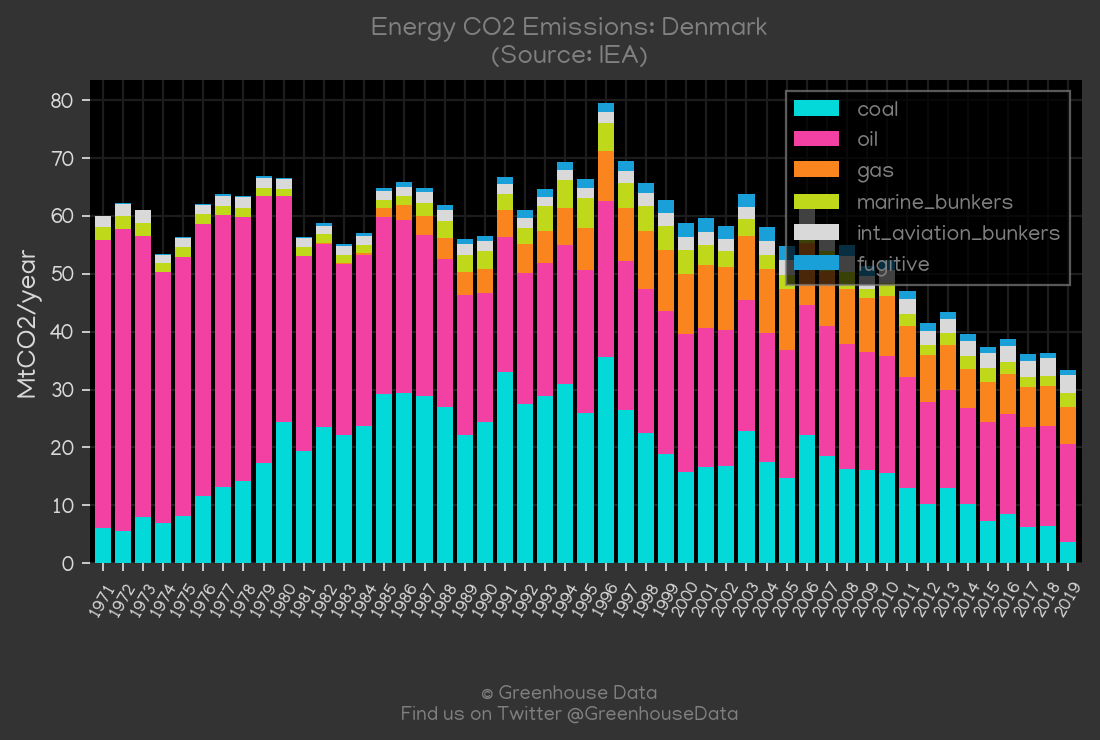 Energy CO2 Emissions: Denmark
(Source: IEA)
MtCO2/year
80
70
60
50
40
30
20
10
0
coal
oil
gas
marine_bunkers
int_aviation_bunkers
fugitive
1971 1972 1973 1974 1975 1976 1977 1978 1979 1980 1981 1982 1983 1984 1985 1986 1987 1988 1989 1990 1991 1992 1993 1994 1995 1996 1997 1998 1999 2000 2001 2002 2003 2004 2005 2006 2007 2008 2009 2010 2011 2012 2013 2014 2015 2016 2017 2018 2019
© Greenhouse Data
Find us on Twitter @GreenhouseData